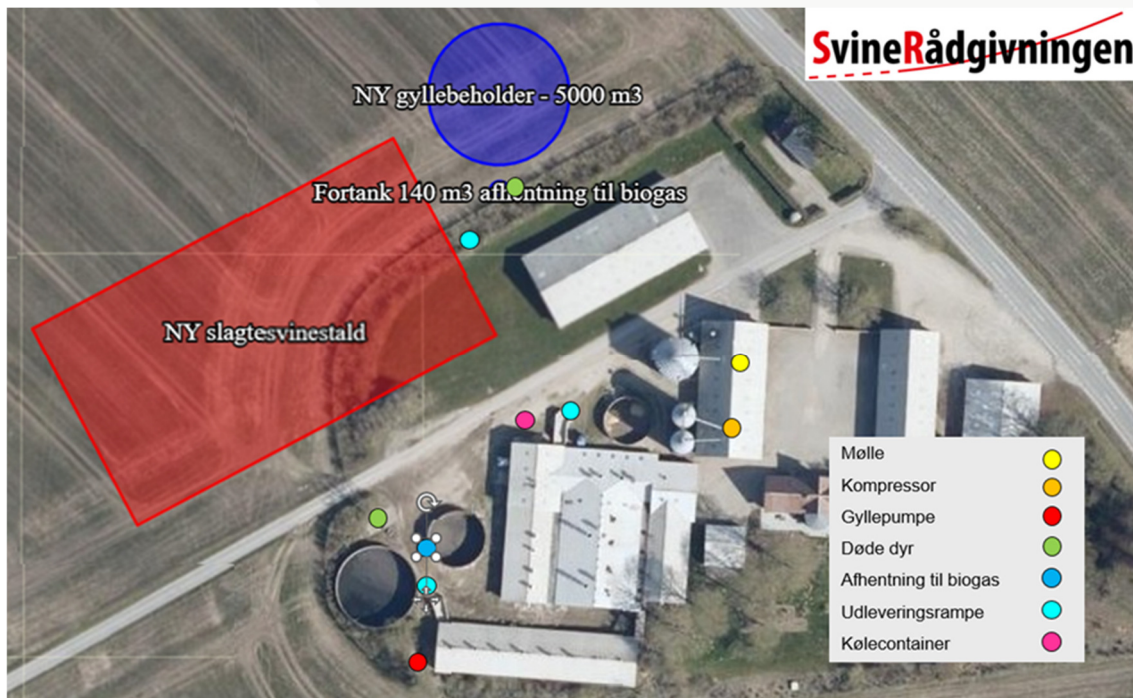 SvineRådgivningen
NY gyllebeholder - 5000 m3
Fortank 140 m3 afhentning til biogas
NY slagtesvinestald
Mølle
Kompressor
Gyllepumpe
Døde dyr
Afhentning til biogas
Udleveringsrampe
Kølecontainer